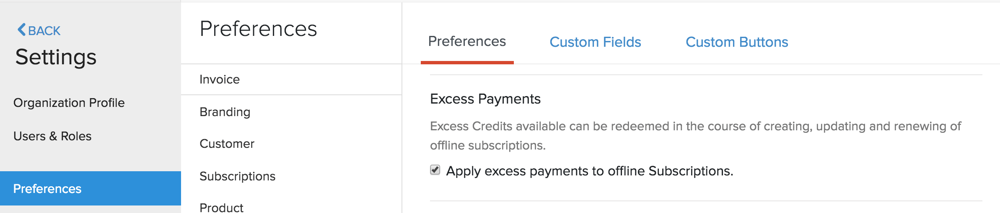 BACK
Settings
Organization Profile
Users & Roles
Preferences
Preferences
Invoice
Branding
Customer
Subscriptions
Product
Preferences
Custom Fields
Custom Buttons
Excess Payments
Excess Credits available can be redeemed in the course of creating, updating and renewing of
offline subscriptions.
Apply excess payments to offline Subscriptions.